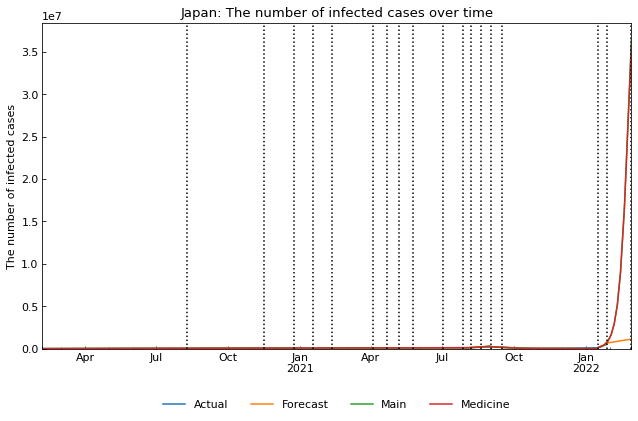 Japan: The number of infected cases over time
1e7
3.5
3.0
2.5
2.0
1.5
1.0
0.5
0.0
The number of infected cases
Apr Jul Oct Jan Apr Jul Oct Jan
2021 2022
Actual Forecast Main Medicine